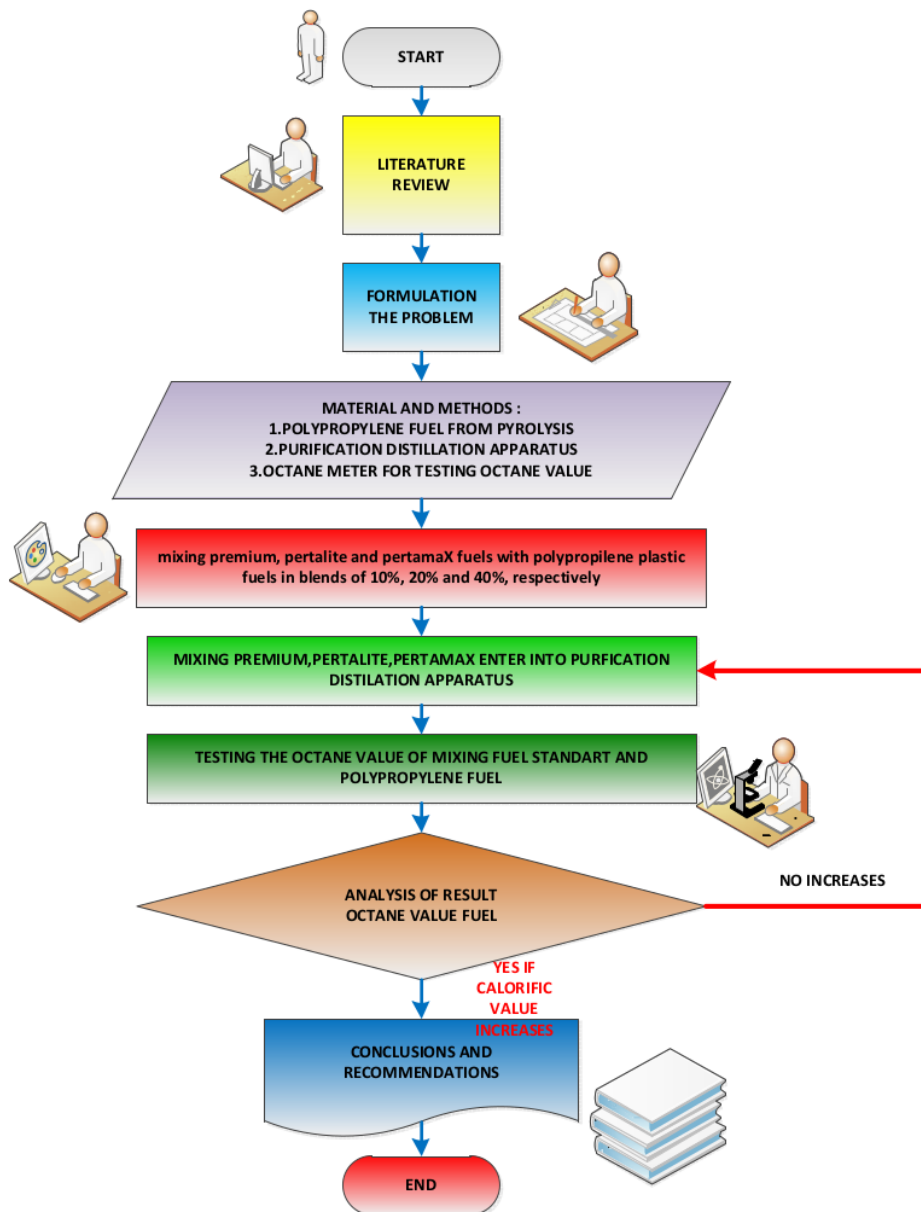 START
LITERATURE
REVIEW
FORMULATION
THE PROBLEM
MATERIAL AND METHODS :
1.POLYPROPYLENE FUEL FROM PYROLYSIS
2.PURIFICATION DISTILLATION APPARATUS
3.OCTANE METER FOR TESTING OCTANE VALUE
mixing premium, pertalite and pertamaX fuels with polypropilene plastic
fuels in blends of 10%, 20% and 40%, respectively
MIXING PREMIUM,PERTALITE,PERTAMAX ENTER INTO PURFICATION
DISTILATION APPARATUS
TESTING THE OCTANE VALUE OF MIXING FUEL STANDART AND
POLYPROPYLENE FUEL
ANALYSIS OF RESULT
OCTANE VALUE FUEL
NO INCREASES
YES IF
CALORIFIC
VALUE
INCREASES
CONCLUSIONS AND
RECOMMENDATIONS
END